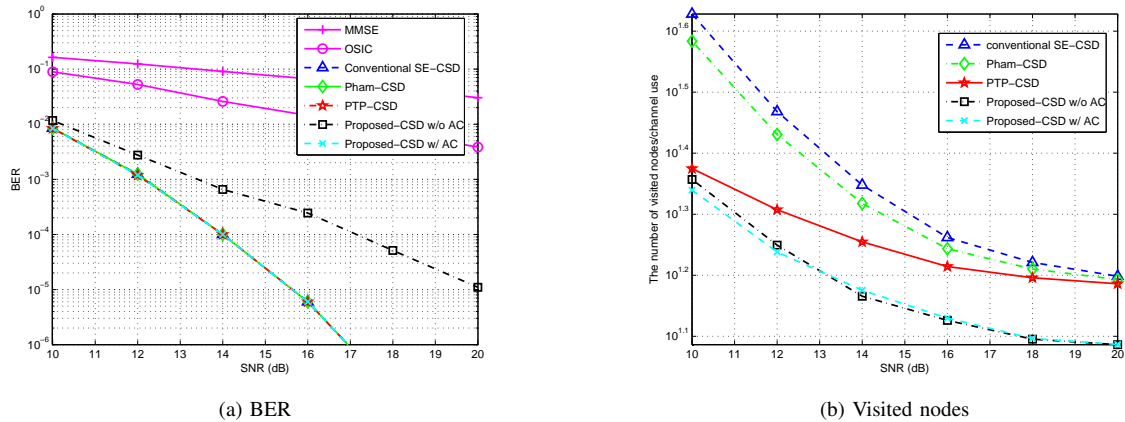 10^0
10^-1
10^-2
10^-3
10^-4
10^-5
10^-6
BER
10 11 12 13 14 15 16 17 18 19 20
SNR (dB)
MMSE
OSIC
Conventional SE-CSD
Pham-CSD
PTP-CSD
Proposed-CSD w/o AC
Proposed-CSD w/ AC
(a) BER
10^1.6
10^1.5
10^1.4
10^1.3
10^1.2
10^1.1
The number of visited nodes/channel use
10 11 12 13 14 15 16 17 18 19 20
SNR (dB)
conventional SE-CSD
Pham-CSD
PTP-CSD
Proposed-CSD w/o AC
Proposed-CSD w/ AC
(b) Visited nodes